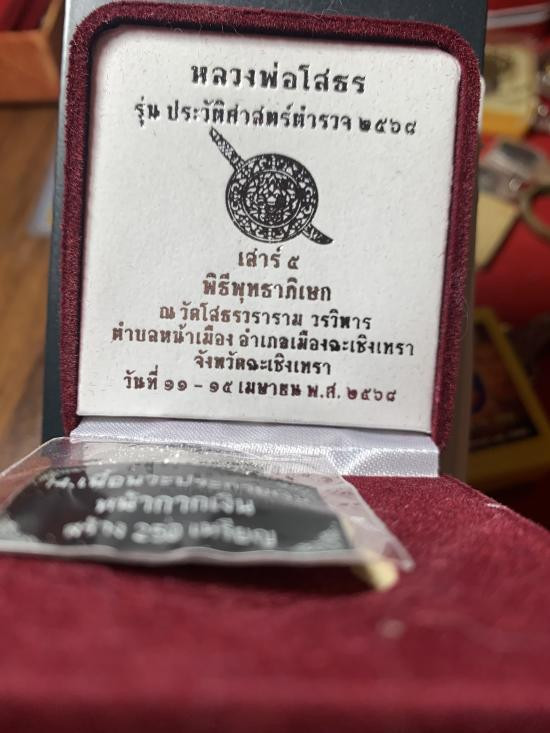 หลวงพ่อโสธร
รุ่น ประวัติศาสตร์ตำรวจ ๒๕๖๘
เสาร์ ๕
พิธีพุทธาภิเษก
ณ วัดโสธรวราราม วรวิหาร
ตำบลหน้าเมือง อำเภอเมืองฉะเชิงเทรา
จังหวัดฉะเชิงเทรา
วันที่ ๑๑ - ๑๕ เมษายน พ.ศ. ๒๕๖๘
หน้ากากเงิน
สร้าง 250 เหรียญ